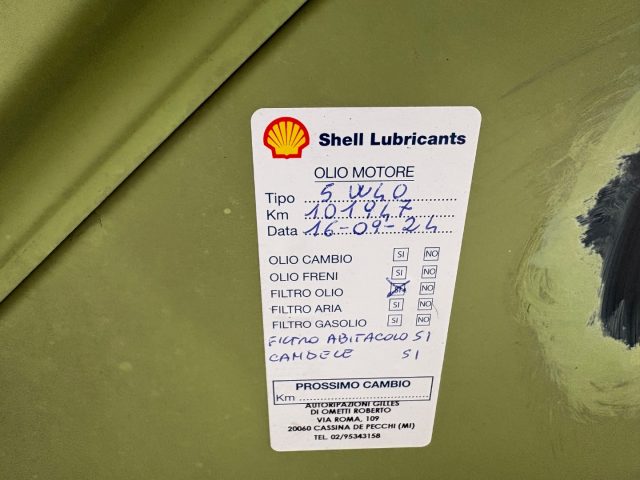 Shell Lubricants
OLIO MOTORE
Tipo 5W40
Km 101947
Data 16-09-24
OLIO CAMBIO SI NO
OLIO FRENI SI NO
FILTRO OLIO SI NO
FILTRO ARIA SI NO
FILTRO GASOLIO SI NO
FILTRO ABITACOLO SI
CANDELE SI
PROSSIMO CAMBIO
Km
AUTORIPAZIONI GILLES
DI OMETTI ROBERTO
VIA ROMA, 109
20060 CASSINA DE PECCHI (MI)
TEL. 02/95343158